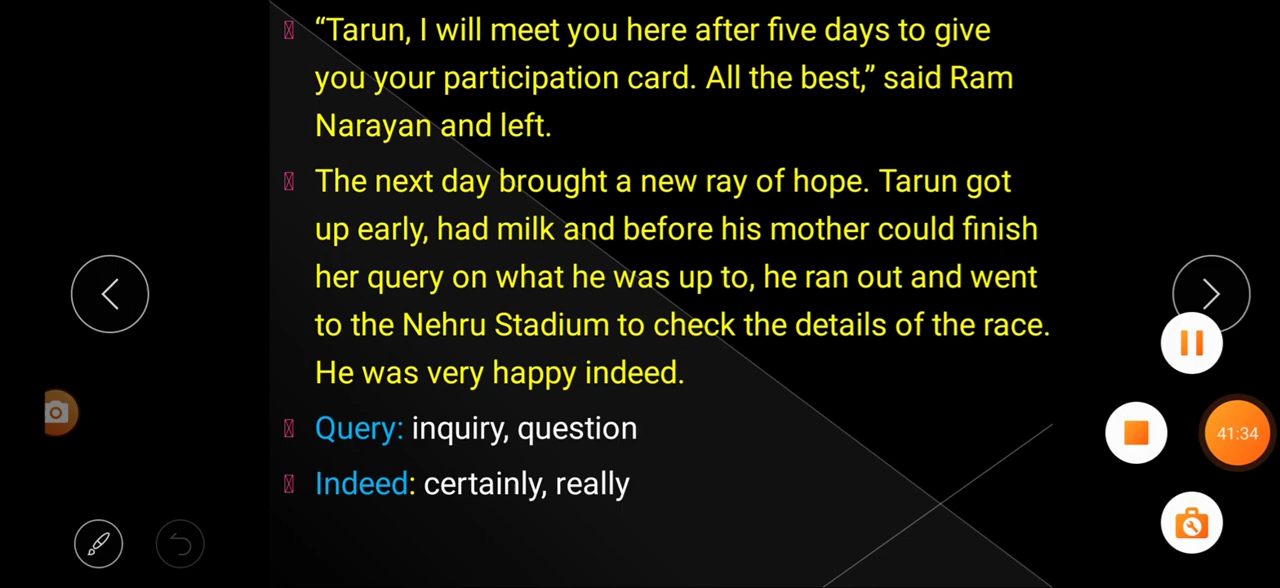 “Tarun, I will meet you here after five days to give
you your participation card. All the best,” said Ram
Narayan and left.
The next day brought a new ray of hope. Tarun got
up early, had milk and before his mother could finish
her query on what he was up to, he ran out and went
to the Nehru Stadium to check the details of the race.
He was very happy indeed.
Query: inquiry, question
Indeed: certainly, really
41:34